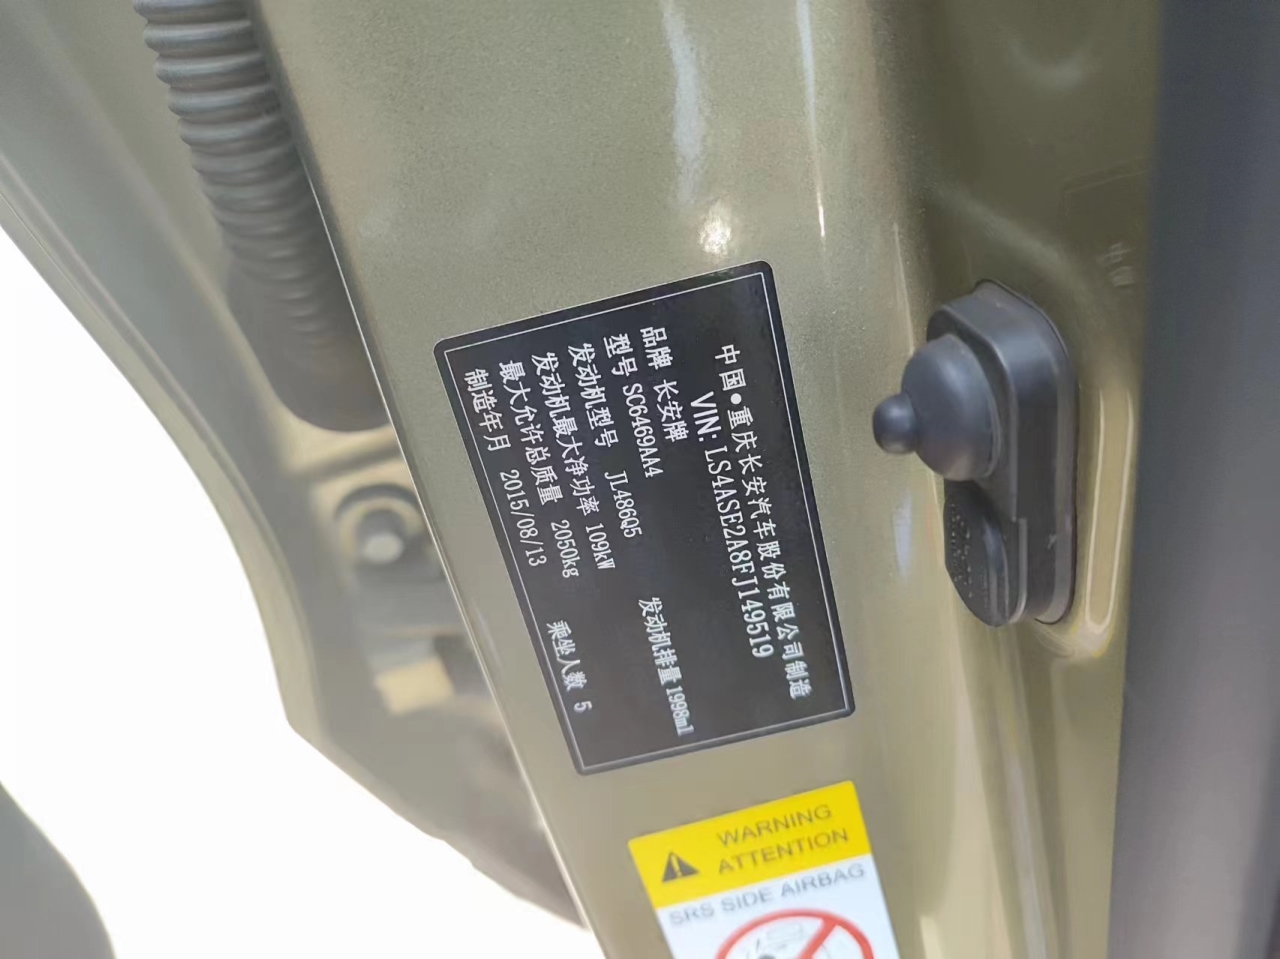 中国●重庆长安汽车股份有限公司制造
VIN: LS4ASE2A8FJ149519
品牌 长安牌
型号 SC6469AA4 发动机排量 1998ml
发动机型号 JL486Q5
发动机最大净功率 109kW
最大允许总质量 2050kg
制造年月 2015/08/13 乘坐人数 5
WARNING
ATTENTION
SRS SIDE AIRBAG